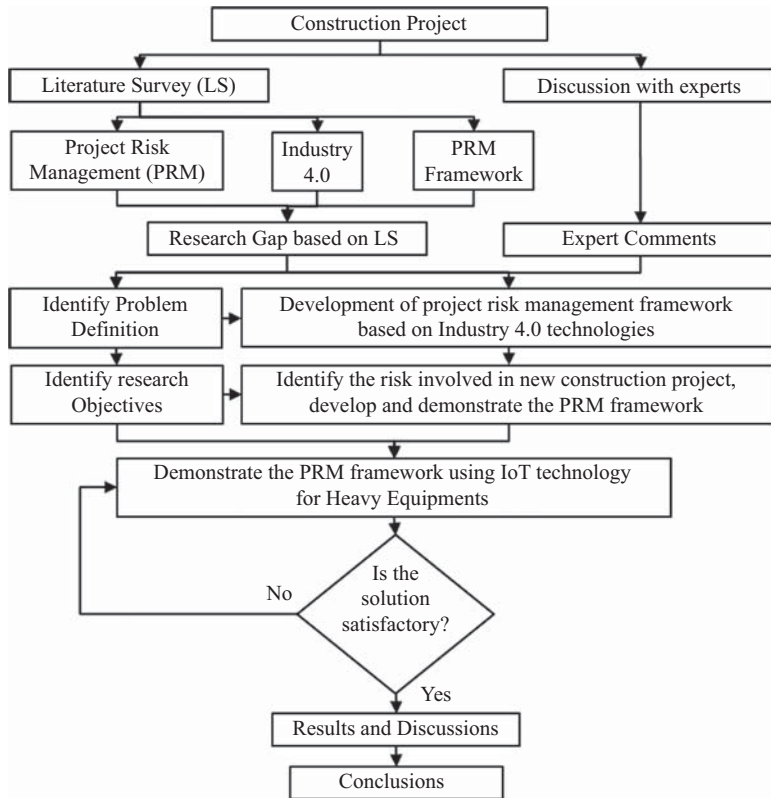 Construction Project
Literature Survey (LS)
Discussion with experts
Project Risk
Management (PRM)
Industry
4.0
PRM
Framework
Research Gap based on LS
Expert Comments
Identify Problem
Definition
Development of project risk management framework
based on Industry 4.0 technologies
Identify research
Objectives
Identify the risk involved in new construction project,
develop and demonstrate the PRM framework
Demonstrate the PRM framework using IoT technology
for Heavy Equipments
Is the
solution
satisfactory?
No
Yes
Results and Discussions
Conclusions